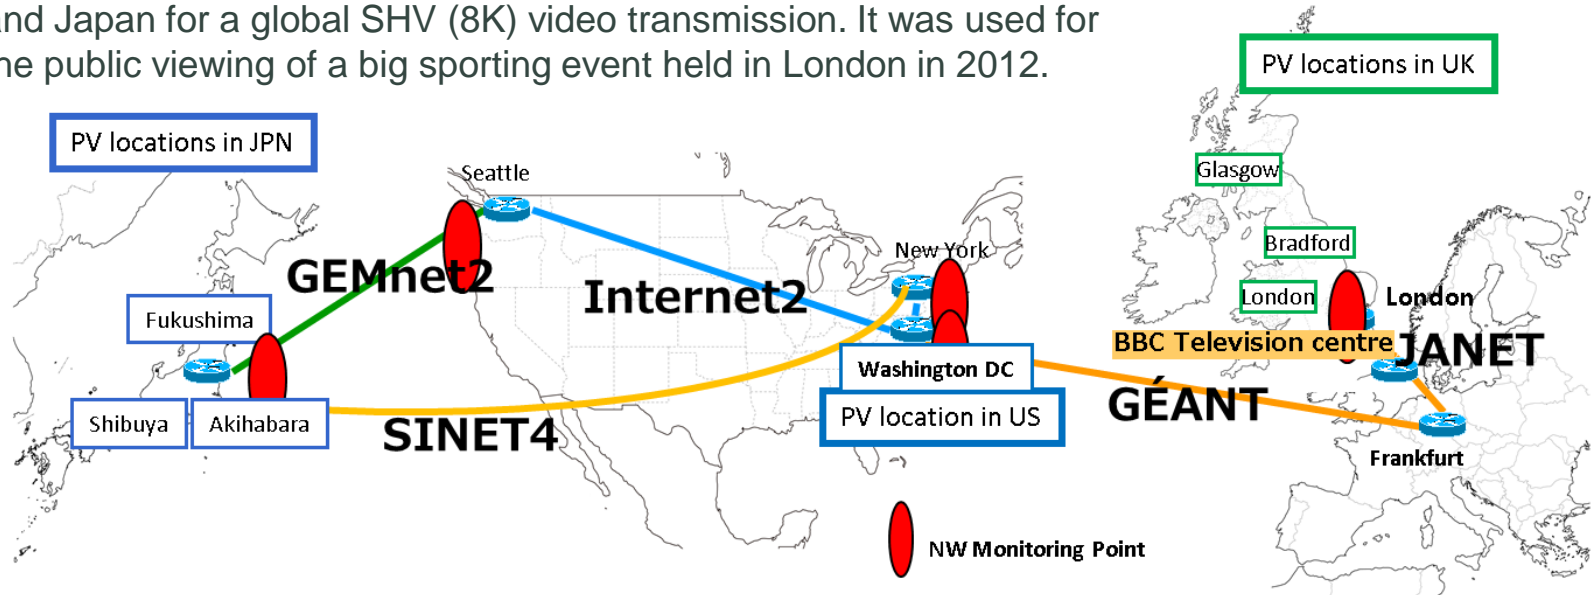 and Japan for a global SHV (8K) video transmission. It was used for
the public viewing of a big sporting event held in London in 2012.
PV locations in UK
PV locations in JPN
Seattle
Glasgow
New York
Bradford
GEMnet2
Internet2
London
London
Fukushima
BBC Television centre
JANET
Washington DC
GÉANT
Shibuya
Akihabara
SINET4
PV location in US
Frankfurt
NW Monitoring Point